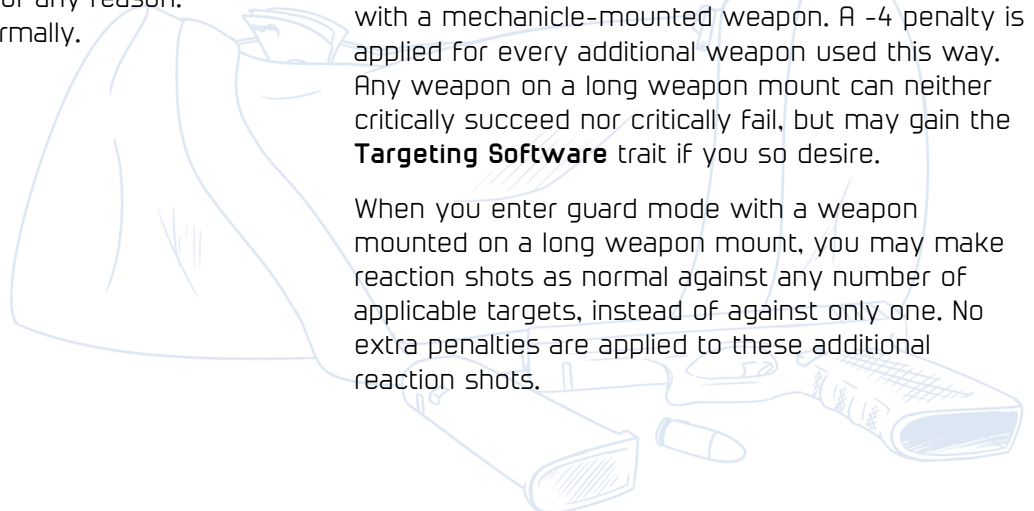 or any reason.
rmally.
with a mechanicle-mounted weapon. A -4 penalty is
applied for every additional weapon used this way.
Any weapon on a long weapon mount can neither
critically succeed nor critically fail, but may gain the
Targeting Software trait if you so desire.
When you enter guard mode with a weapon
mounted on a long weapon mount, you may make
reaction shots as normal against any number of
applicable targets, instead of against only one. No
extra penalties are applied to these additional
reaction shots.